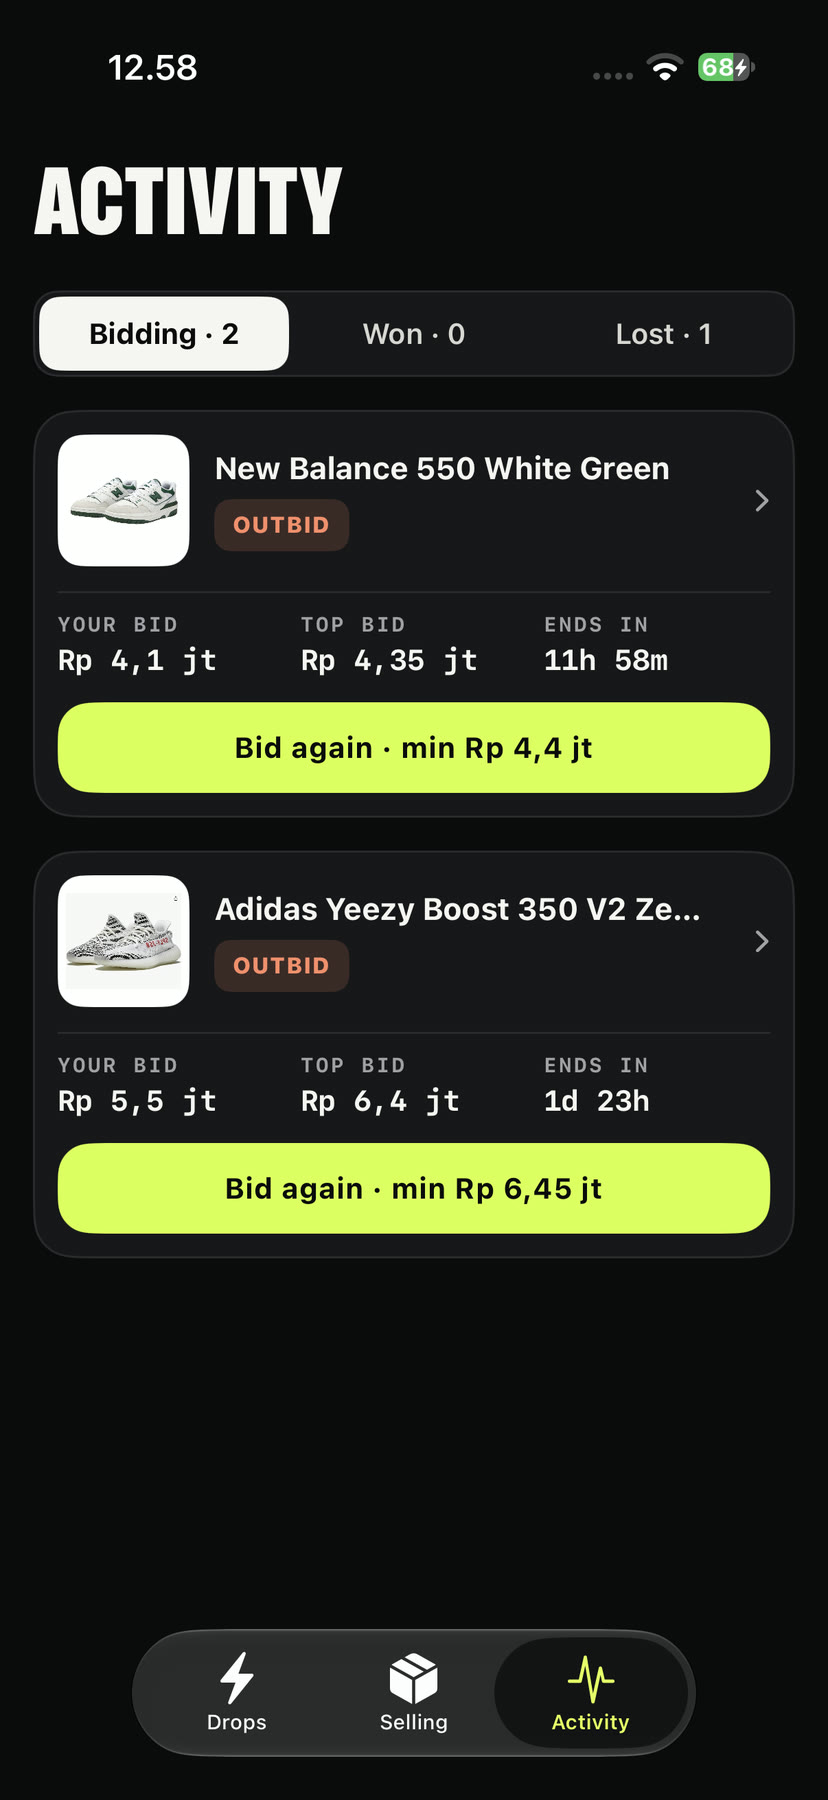 12.58
68
ACTIVITY
Bidding · 2
Won · 0
Lost · 1
New Balance 550 White Green
OUTBID
YOUR BID
TOP BID
ENDS IN
Rp 4,1 jt
Rp 4,35 jt
11h 58m
Bid again · min Rp 4,4 jt
Adidas Yeezy Boost 350 V2 Ze...
OUTBID
YOUR BID
TOP BID
ENDS IN
Rp 5,5 jt
Rp 6,4 jt
1d 23h
Bid again · min Rp 6,45 jt
Drops
Selling
Activity